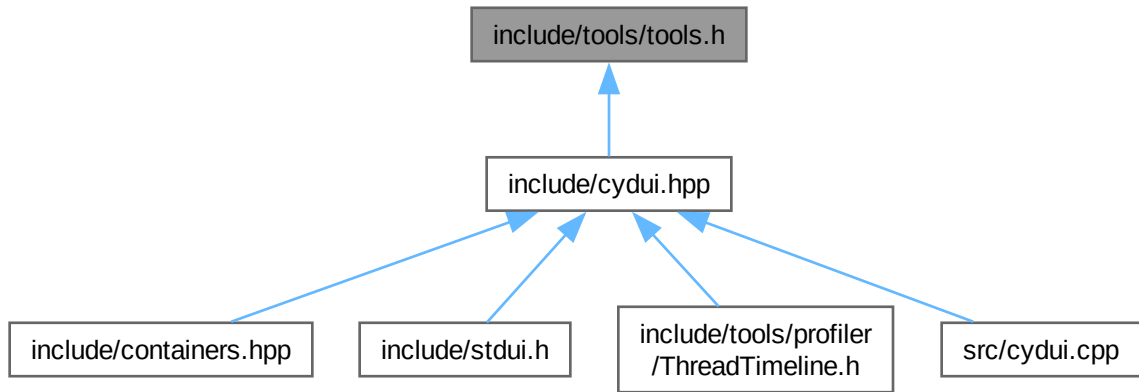 include/tools/tools.h
include/cydui.hpp
include/containers.hpp
include/stdui.h
include/tools/profiler
/ThreadTimeline.h
src/cydui.cpp